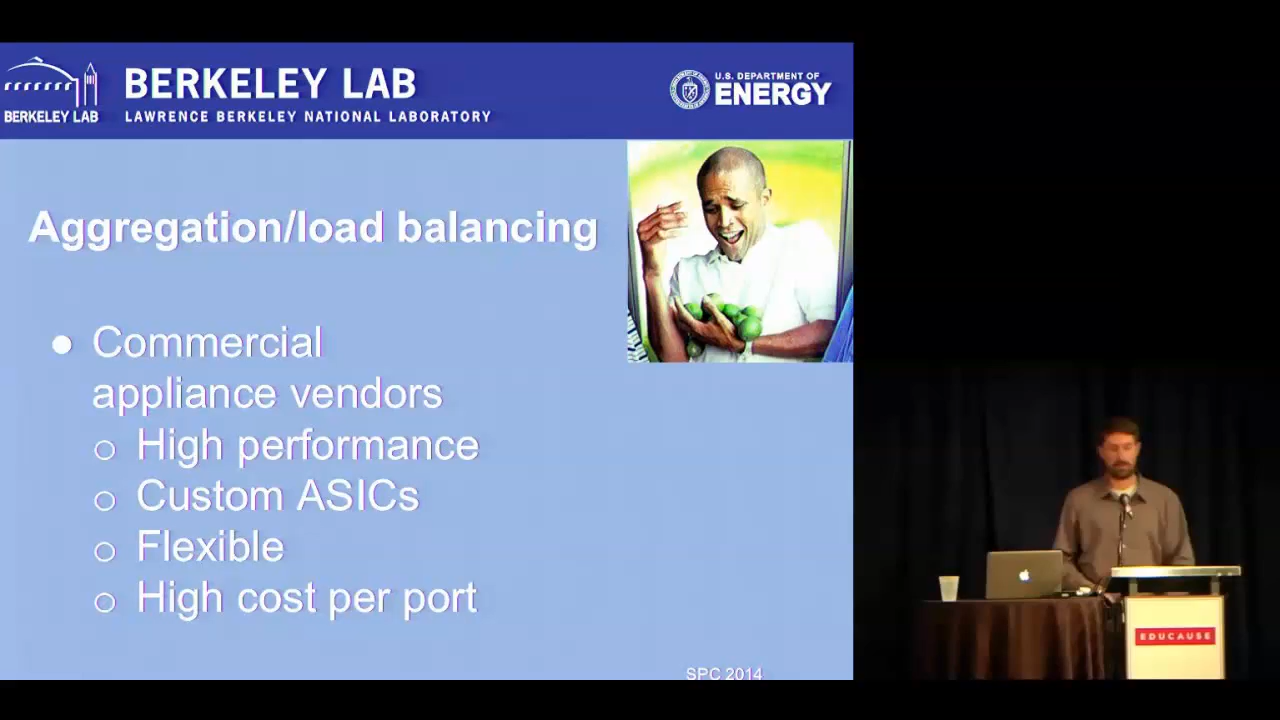 BERKELEY LAB
BERKELEY LAB
LAWRENCE BERKELEY NATIONAL LABORATORY
U.S. DEPARTMENT OF
ENERGY
Aggregation/load balancing
● Commercial
appliance vendors
o High performance
o Custom ASICs
o Flexible
o High cost per port
SPC 2014
EDUCAUSE